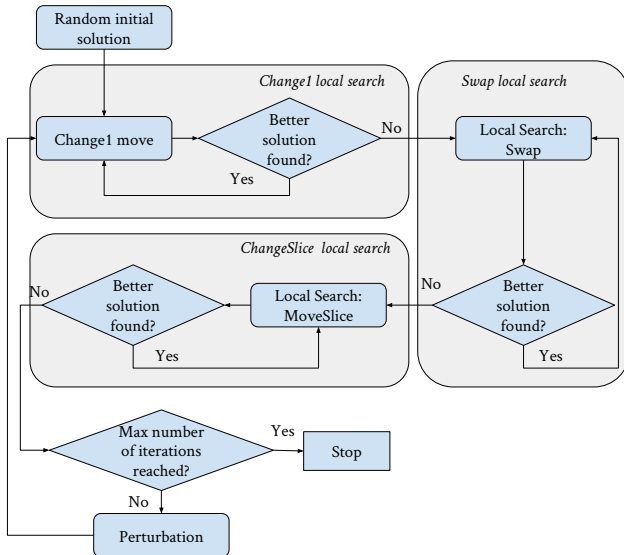 Random initial
solution
Change1 local search
Change1 move
Better
solution
found?
Yes
No
Swap local search
Local Search:
Swap
Better
solution
found?
Yes
No
ChangeSlice local search
Local Search:
MoveSlice
Better
solution
found?
Yes
No
Max number
of iterations
reached?
Yes
Stop
No
Perturbation